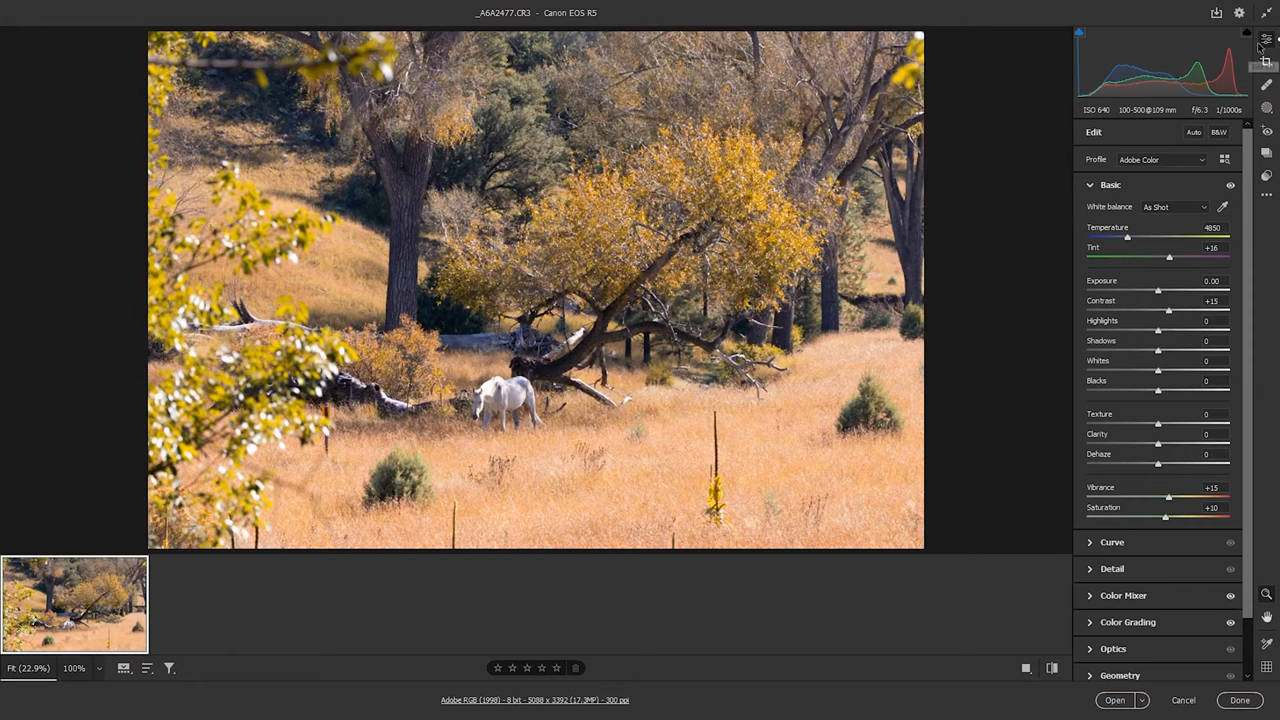 _A6A2477.CR3 - Canon EOS R5
ISO 640 100-500@109 mm f/6.3 1/1000s
Edit Auto B&W
Profile Adobe Color
Basic
White balance As Shot
Temperature 4850
Tint +16
Exposure 0.00
Contrast +15
Highlights 0
Shadows 0
Whites 0
Blacks 0
Texture 0
Clarity 0
Dehaze 0
Vibrance +15
Saturation +10
Curve
Detail
Color Mixer
Color Grading
Optics
Geometry
Fit (22.9%) 100%
Adobe RGB (1998) - 8 bit - 5088 x 3392 (17.3MP) - 300 ppi
Open Cancel Done